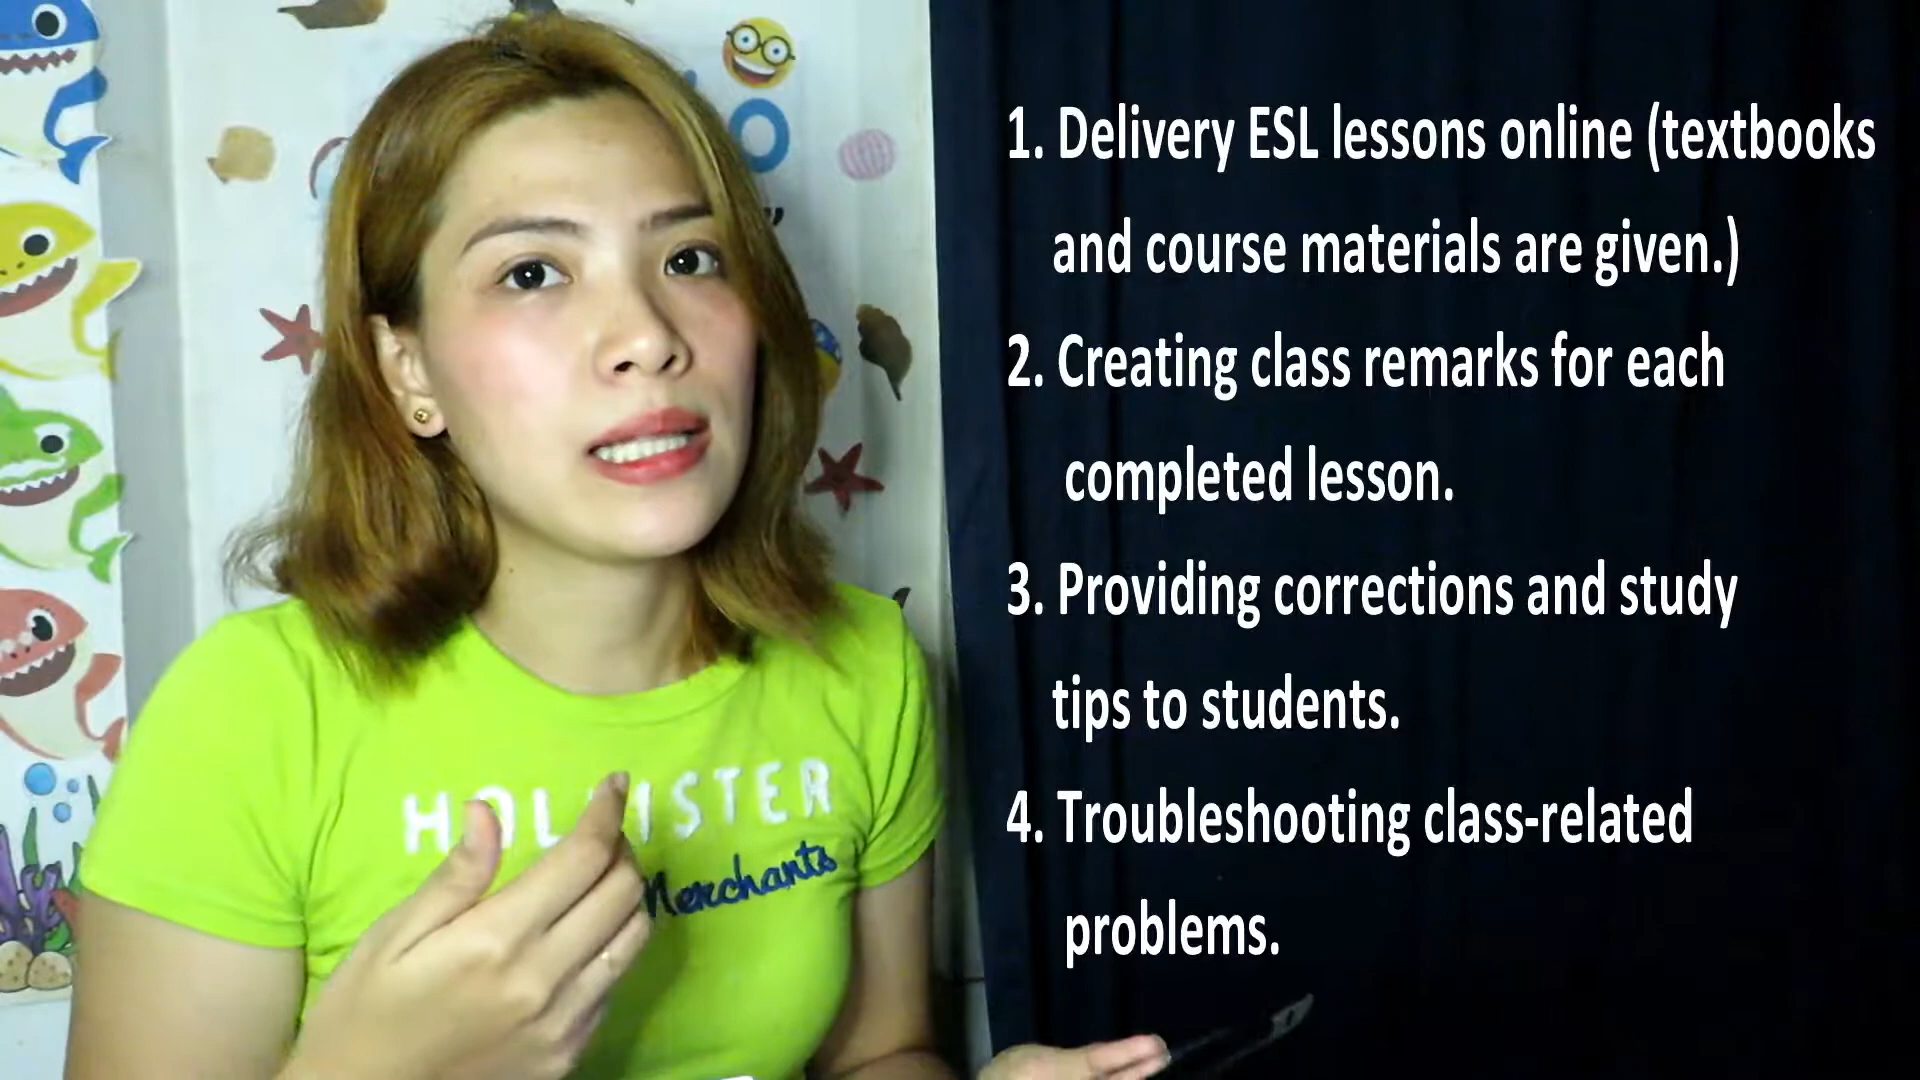 1. Delivery ESL lessons online (textbooks
and course materials are given.)
2. Creating class remarks for each
completed lesson.
3. Providing corrections and study
tips to students.
4. Troubleshooting class-related
problems.
HOLLISTER
Merchants